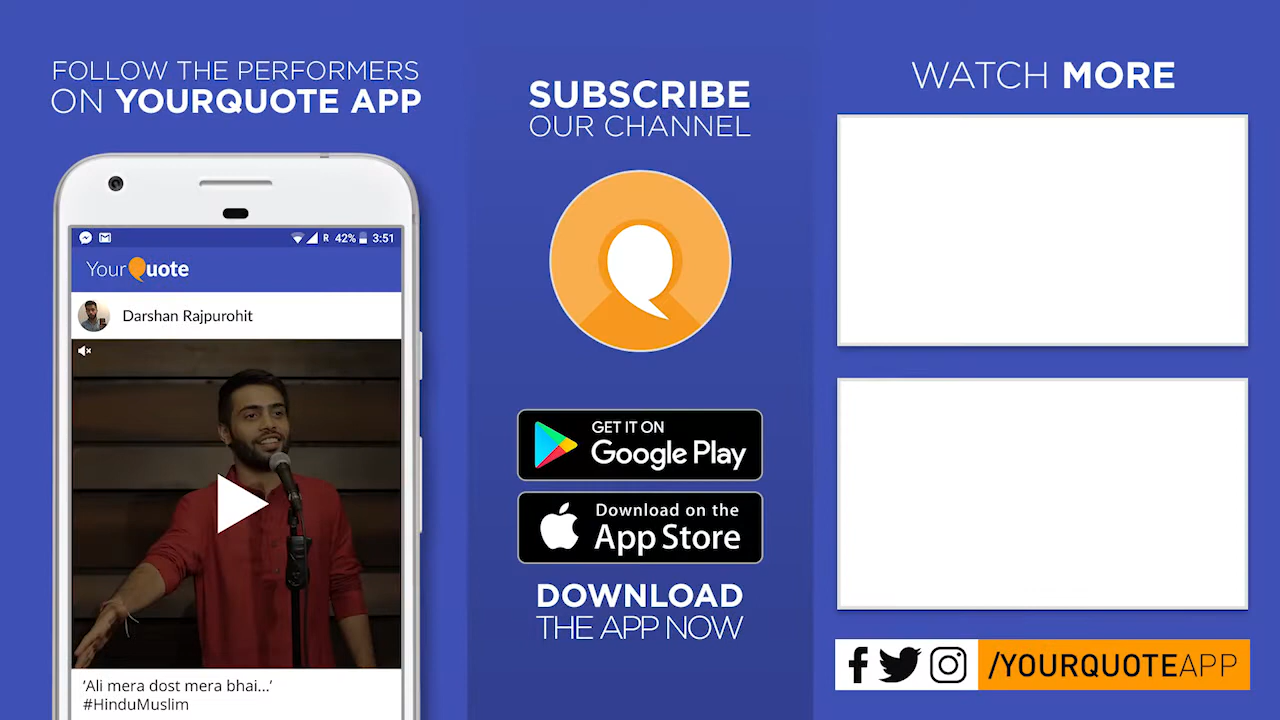 FOLLOW THE PERFORMERS
ON YOURQUOTE APP
R 42% 3:51
YourQuote
Darshan Rajpurohit
'Ali mera dost mera bhai...'
#HinduMuslim
SUBSCRIBE
OUR CHANNEL
GET IT ON
Google Play
Download on the
App Store
DOWNLOAD
THE APP NOW
WATCH MORE
/YOURQUOTEAPP